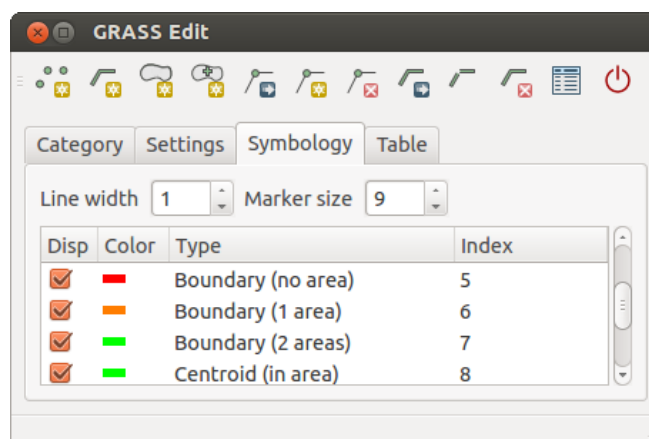 GRASS Edit
Category Settings Symbology Table
Line width 1 Marker size 9
Disp Color Type Index
Boundary (no area) 5
Boundary (1 area) 6
Boundary (2 areas) 7
Centroid (in area) 8